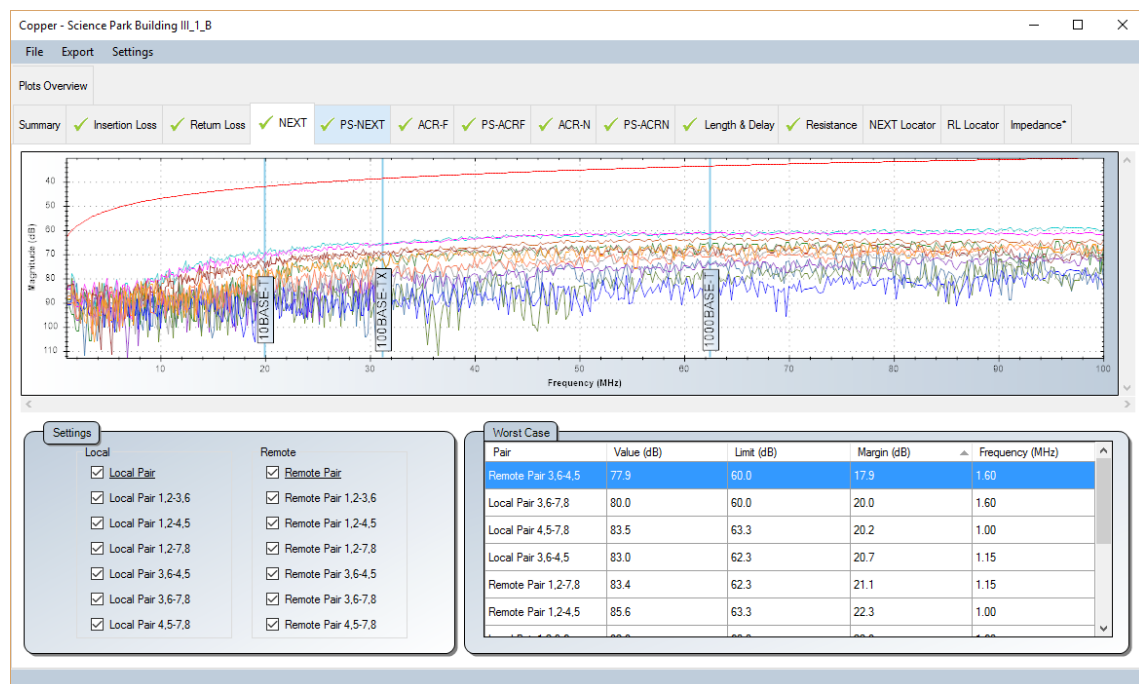 Copper - Science Park Building III_1_B
File Export Settings
Plots Overview
Summary Insertion Loss Return Loss NEXT PS-NEXT ACR-F PS-ACRF ACR-N PS-ACRN Length & Delay Resistance NEXT Locator RL Locator Impedance*
Magnitude (dB)
40
50
60
70
80
90
100
110
10BASE-T
100BASE-TX
1000BASE-T
10 20 30 40 50 60 70 80 90 100
Frequency (MHz)
Settings
Local Remote
Local Pair Remote Pair
Local Pair 1,2-3,6 Remote Pair 1,2-3,6
Local Pair 1,2-4,5 Remote Pair 1,2-4,5
Local Pair 1,2-7,8 Remote Pair 1,2-7,8
Local Pair 3,6-4,5 Remote Pair 3,6-4,5
Local Pair 3,6-7,8 Remote Pair 3,6-7,8
Local Pair 4,5-7,8 Remote Pair 4,5-7,8
Worst Case
Pair Value (dB) Limit (dB) Margin (dB) Frequency (MHz)
Remote Pair 3,6-4,5 77.9 60.0 17.9 1.60
Local Pair 3,6-7,8 80.0 60.0 20.0 1.60
Local Pair 4,5-7,8 83.5 63.3 20.2 1.00
Local Pair 3,6-4,5 83.0 62.3 20.7 1.15
Remote Pair 1,2-7,8 83.4 62.3 21.1 1.15
Remote Pair 1,2-4,5 85.6 63.3 22.3 1.00